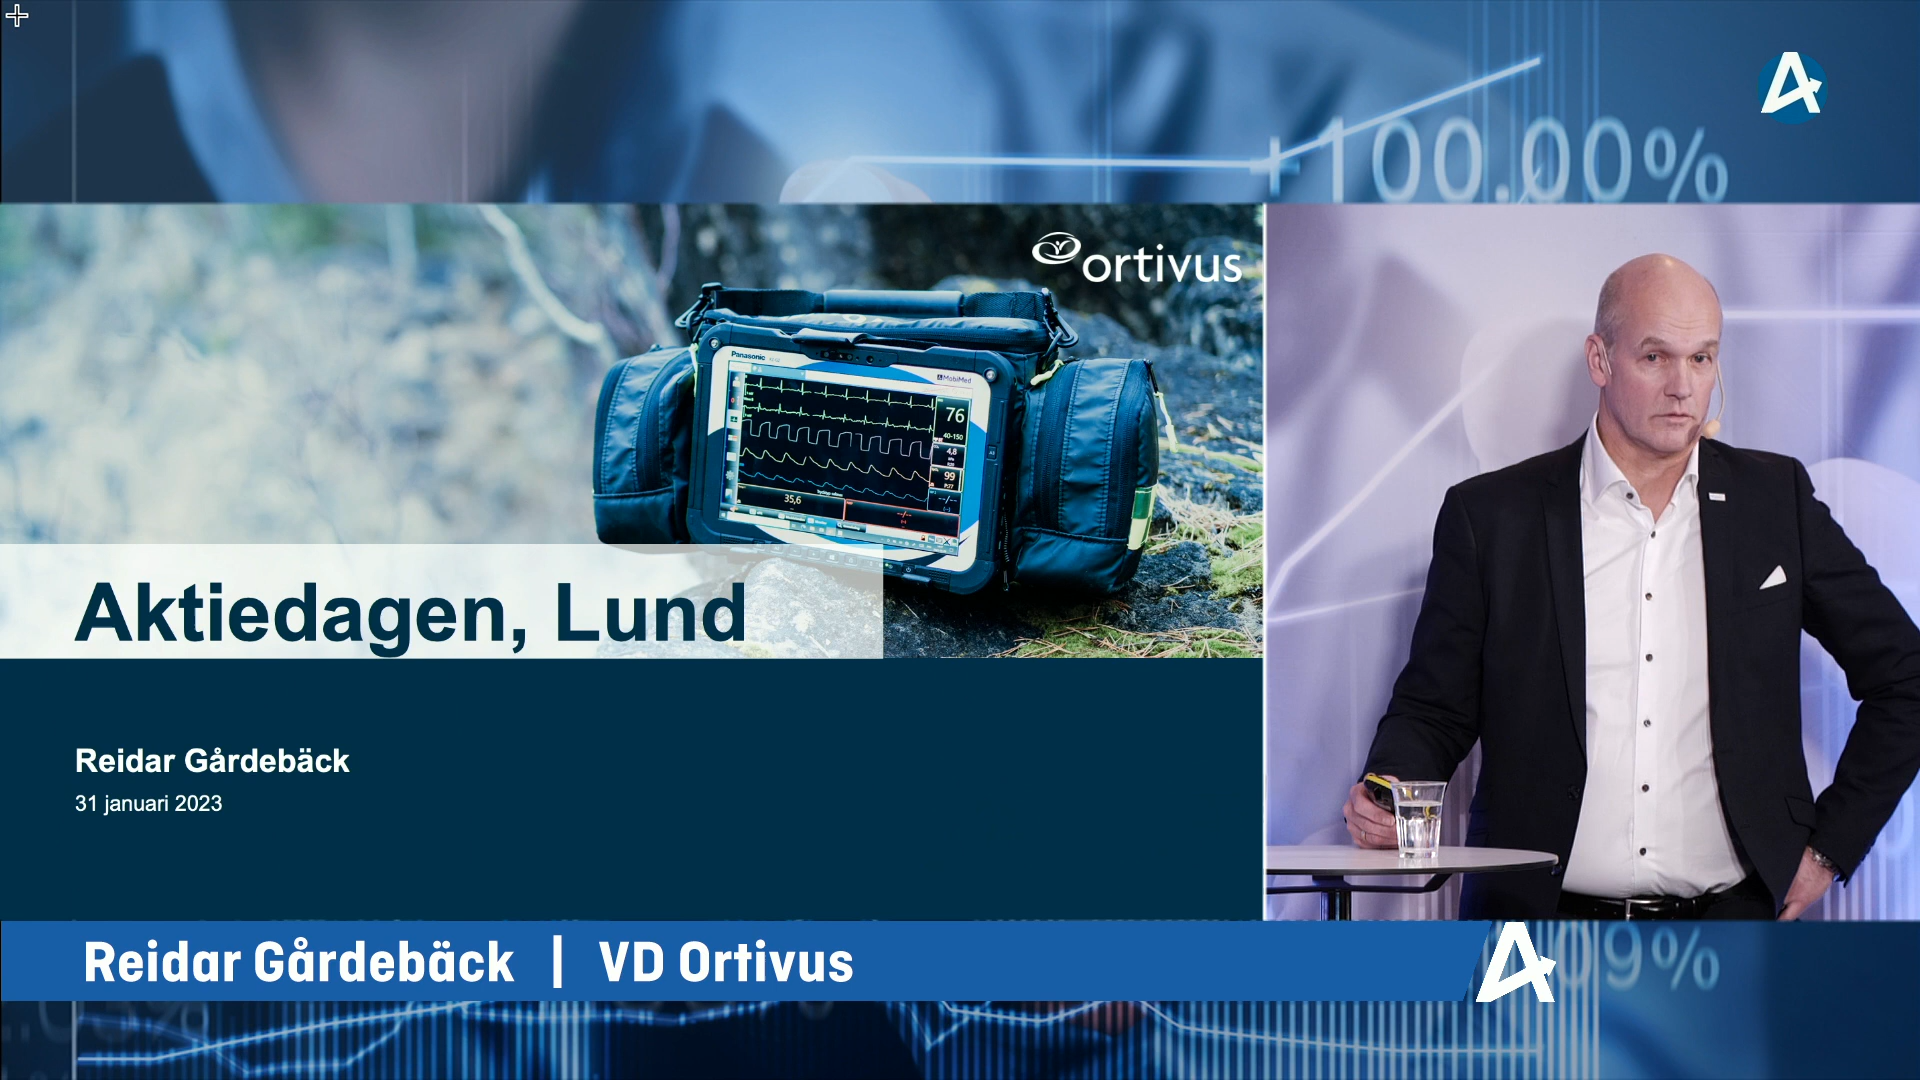 +100.00%
ortivus
Panasonic
MobiMed
76
40-150
4,8
99
35,6
Aktiedagen, Lund
Reidar Gårdebäck
31 januari 2023
Reidar Gårdebäck | VD Ortivus
09%